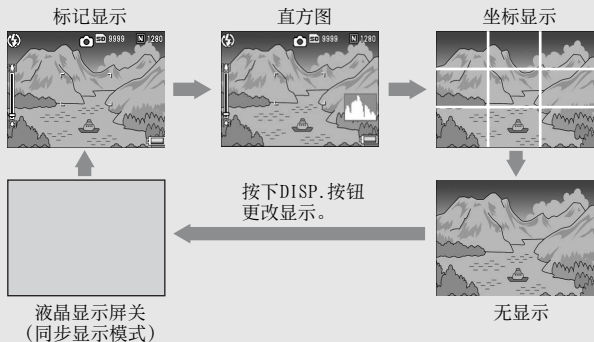 标记显示
直方图
坐标显示
SD 9999 N 1280
SD 9999 N 1280
按下DISP.按钮
更改显示。
液晶显示屏关
(同步显示模式)
无显示